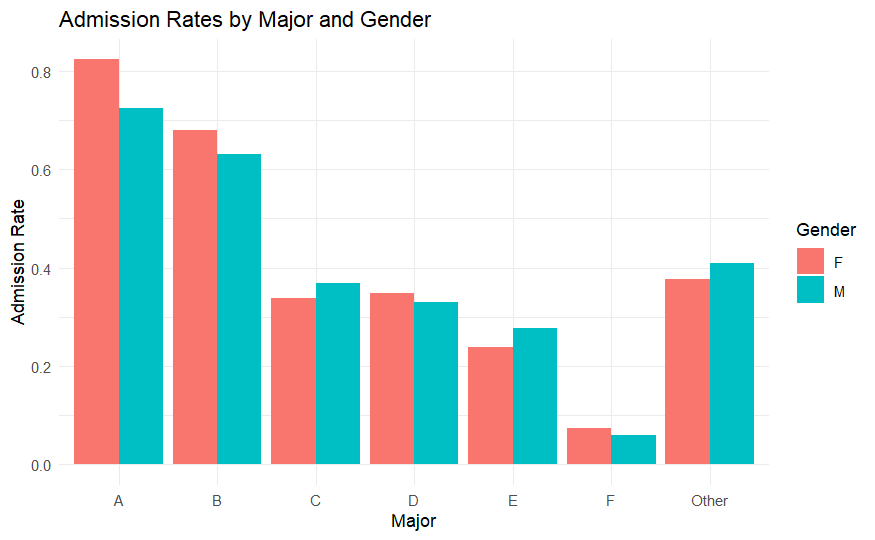 Admission Rates by Major and Gender
Admission Rate
0.8
0.6
0.4
0.2
0.0
A B C D E F Other
Major
Gender
F
M